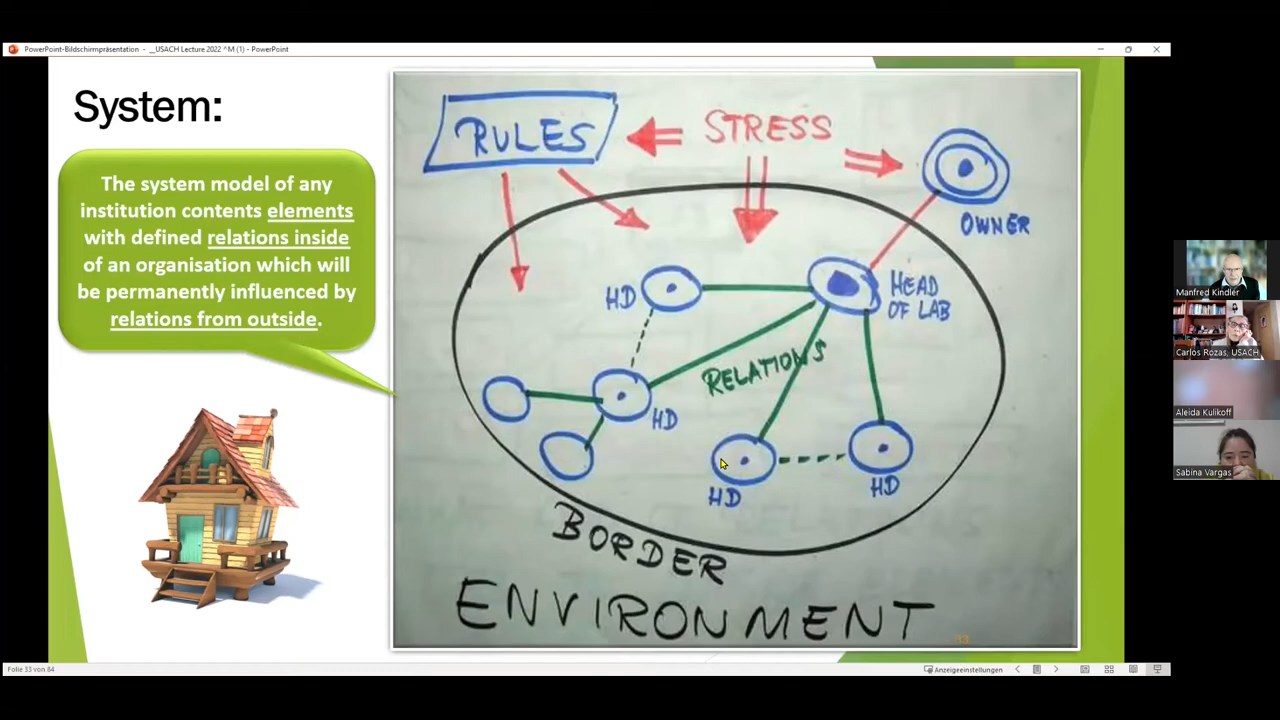 PowerPoint-Bildschirmpräsentation - __USACH Lecture 2022 ^M (1) - PowerPoint
System:
The system model of any
institution contents elements
with defined relations inside
of an organisation which will
be permanently influenced by
relations from outside.
RULES
STRESS
OWNER
HD
HEAD
OF LAB
RELATIONS
HD
HD
HD
BORDER
ENVIRONMENT
33
Manfred Kindler
Carlos Rozas, USACH
Aleida Kulikoff
Sabina Vargas
Folie 33 von 84
Anzeigeeinstellungen